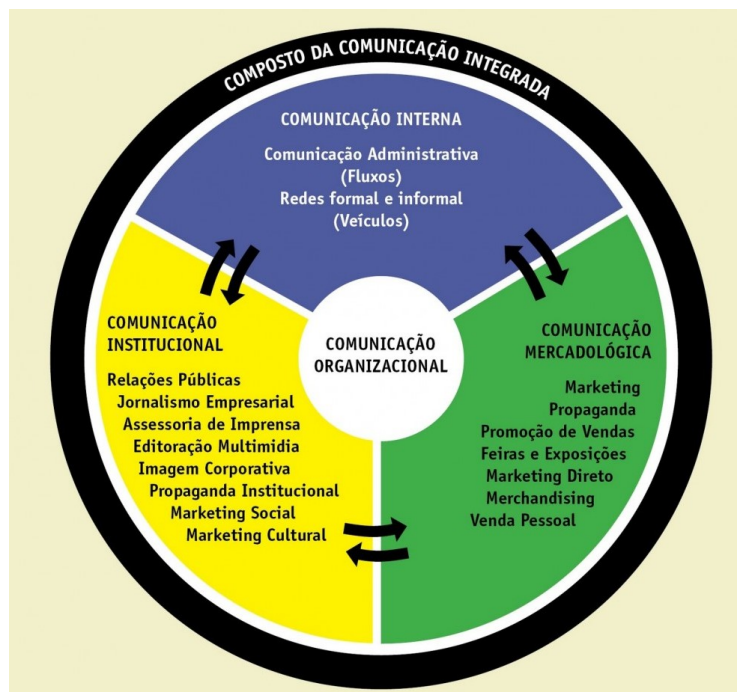 COMPOSTO DA COMUNICAÇÃO INTEGRADA
COMUNICAÇÃO INTERNA
Comunicação Administrativa
(Fluxos)
Redes formal e informal
(Veículos)
COMUNICAÇÃO
INSTITUCIONAL
Relações Públicas
Jornalismo Empresarial
Assessoria de Imprensa
Editoração Multimidia
Imagem Corporativa
Propaganda Institucional
Marketing Social
Marketing Cultural
COMUNICAÇÃO
ORGANIZACIONAL
COMUNICAÇÃO
MERCADOLÓGICA
Marketing
Propaganda
Promoção de Vendas
Feiras e Exposições
Marketing Direto
Merchandising
Venda Pessoal